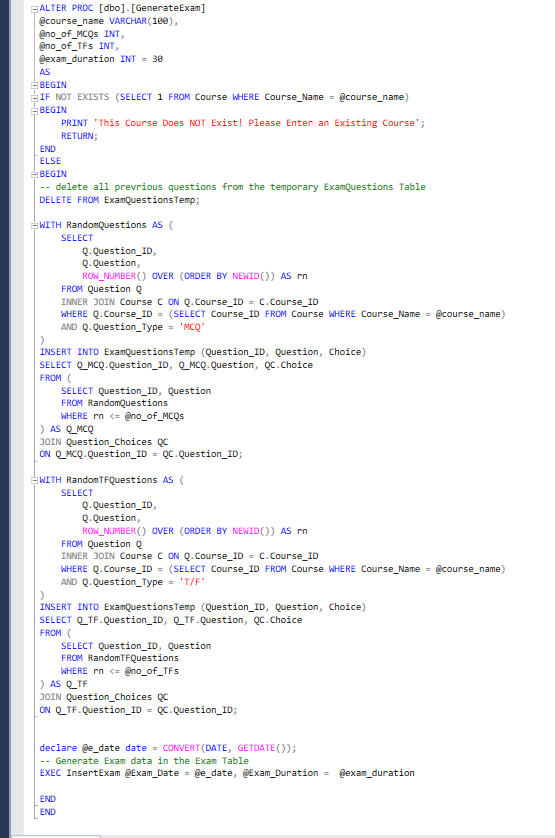 ALTER PROC [dbo].[GenerateExam]
@course_name VARCHAR(100),
@no_of_MCQs INT,
@no_of_TFs INT,
@exam_duration INT = 30
AS
BEGIN
IF NOT EXISTS (SELECT 1 FROM Course WHERE Course_Name = @course_name)
BEGIN
PRINT 'This Course Does NOT Exist! Please Enter an Existing Course';
RETURN;
END
ELSE
BEGIN
-- delete all prevrious questions from the temporary ExamQuestions Table
DELETE FROM ExamQuestionsTemp;
WITH RandomQuestions AS (
SELECT
Q.Question_ID,
Q.Question,
ROW_NUMBER() OVER (ORDER BY NEWID()) AS rn
FROM Question Q
INNER JOIN Course C ON Q.Course_ID = C.Course_ID
WHERE Q.Course_ID = (SELECT Course_ID FROM Course WHERE Course_Name = @course_name)
AND Q.Question_Type = 'MCQ'
)
INSERT INTO ExamQuestionsTemp (Question_ID, Question, Choice)
SELECT Q_MCQ.Question_ID, Q_MCQ.Question, QC.Choice
FROM (
SELECT Question_ID, Question
FROM RandomQuestions
WHERE rn <= @no_of_MCQs
) AS Q_MCQ
JOIN Question_Choices QC
ON Q_MCQ.Question_ID = QC.Question_ID;
WITH RandomTFQuestions AS (
SELECT
Q.Question_ID,
Q.Question,
ROW_NUMBER() OVER (ORDER BY NEWID()) AS rn
FROM Question Q
INNER JOIN Course C ON Q.Course_ID = C.Course_ID
WHERE Q.Course_ID = (SELECT Course_ID FROM Course WHERE Course_Name = @course_name)
AND Q.Question_Type = 'T/F'
)
INSERT INTO ExamQuestionsTemp (Question_ID, Question, Choice)
SELECT Q_TF.Question_ID, Q_TF.Question, QC.Choice
FROM (
SELECT Question_ID, Question
FROM RandomTFQuestions
WHERE rn <= @no_of_TFs
) AS Q_TF
JOIN Question_Choices QC
ON Q_TF.Question_ID = QC.Question_ID;
declare @e_date date = CONVERT(DATE, GETDATE());
-- Generate Exam data in the Exam Table
EXEC InsertExam @Exam_Date = @e_date, @Exam_Duration = @exam_duration
END
END